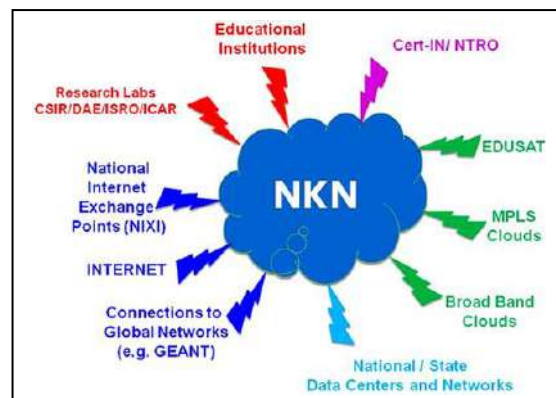 Educational
Institutions
Cert-IN/ NTRO
Research Labs
CSIR/DAE/ISRO/ICAR
EDUSAT
National
Internet
Exchange
Points (NIXI)
NKN
MPLS
Clouds
INTERNET
Broad Band
Clouds
Connections to
Global Networks
(e.g. GEANT)
National / State
Data Centers and Networks